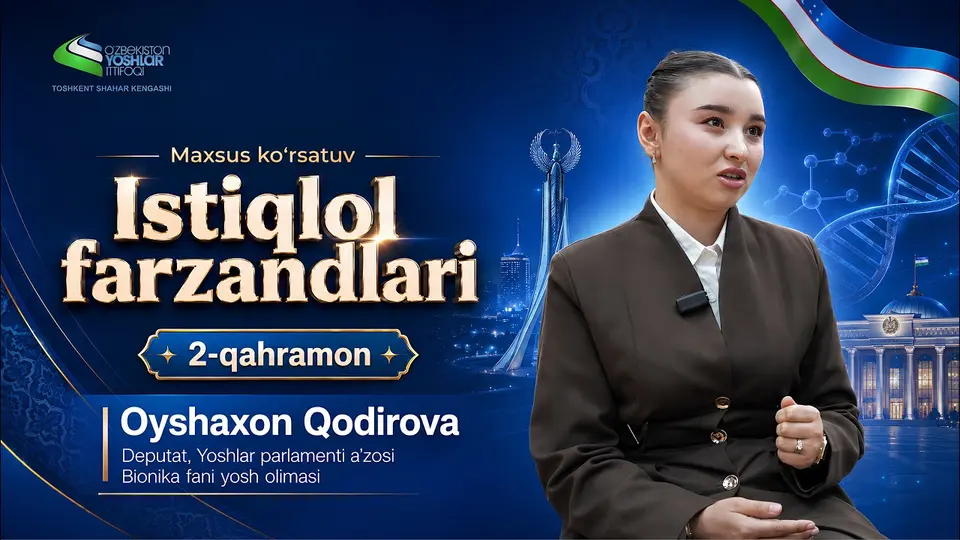 O'ZBEKISTON
YOSHLAR
ITTIFOQI
TOSHKENT SHAHAR KENGASHI
Maxsus ko‘rsatuv
Istiqlol
farzandlari
2-qahramon
Oyshaxon Qodirova
Deputat, Yoshlar parlamenti a'zosi
Bionika fani yosh olimasi